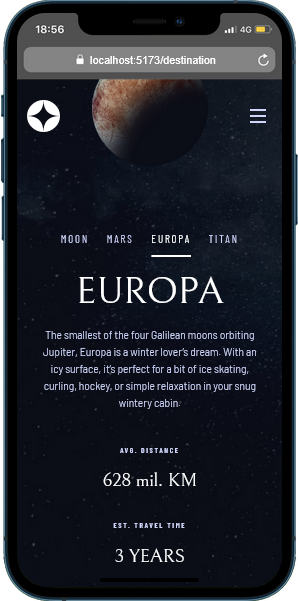 18:56
4G
localhost:5173/destination
MOON MARS EUROPA TITAN
EUROPA
The smallest of the four Galilean moons orbiting
Jupiter, Europa is a winter lover's dream. With an
icy surface, it's perfect for a bit of ice skating,
curling, hockey, or simple relaxation in your snug
wintery cabin.
AVG. DISTANCE
628 mil. KM
EST. TRAVEL TIME
3 YEARS